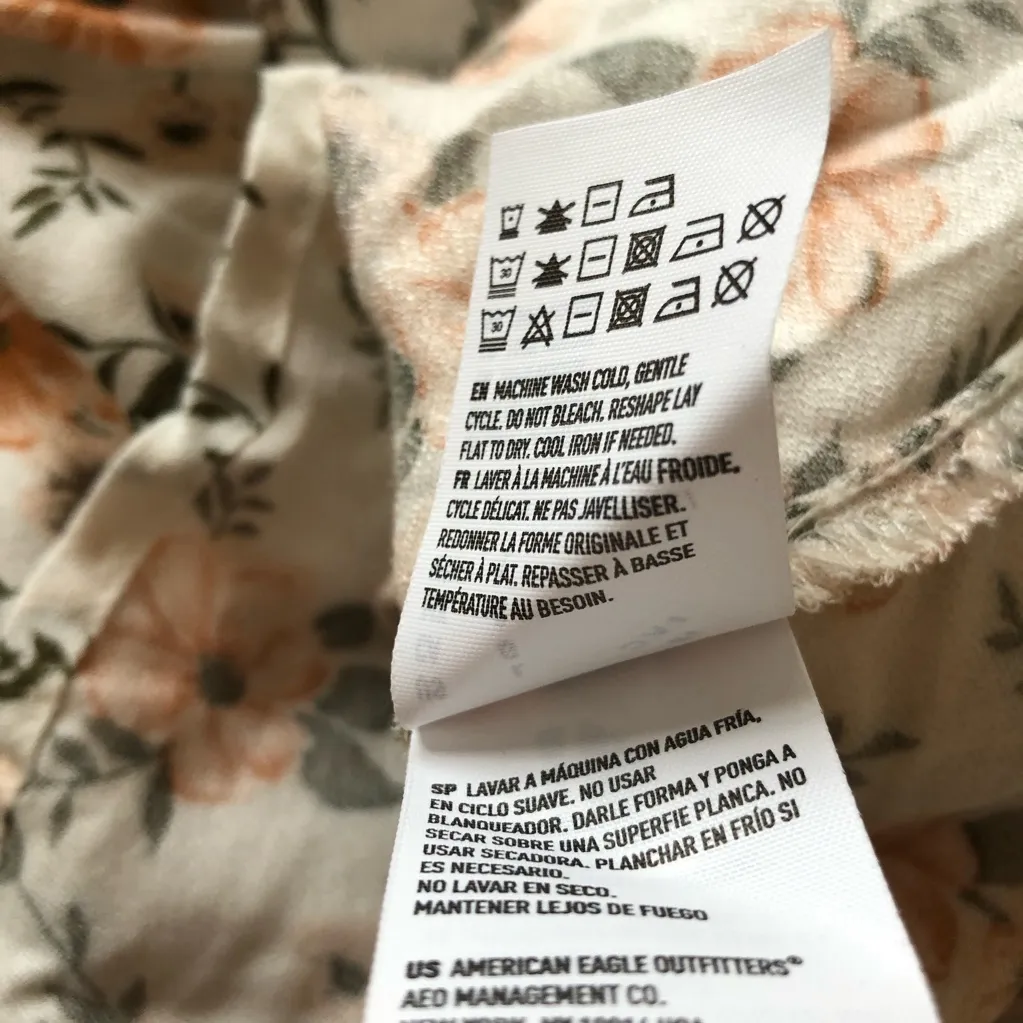 30
30
EN MACHINE WASH COLD, GENTLE
CYCLE. DO NOT BLEACH. RESHAPE LAY
FLAT TO DRY. COOL IRON IF NEEDED.
FR LAVER À LA MACHINE À L'EAU FROIDE.
CYCLE DÉLICAT. NE PAS JAVELLISER.
REDONNER LA FORME ORIGINALE ET
SÉCHER À PLAT. REPASSER À BASSE
TEMPÉRATURE AU BESOIN.
SP LAVAR A MÁQUINA CON AGUA FRÍA,
EN CICLO SUAVE. NO USAR
BLANQUEADOR. DARLE FORMA Y PONGA A
SECAR SOBRE UNA SUPERFIE PLANCA. NO
USAR SECADORA. PLANCHAR EN FRÍO SI
ES NECESARIO.
NO LAVAR EN SECO.
MANTENER LEJOS DE FUEGO
US AMERICAN EAGLE OUTFITTERS®
AEO MANAGEMENT CO.